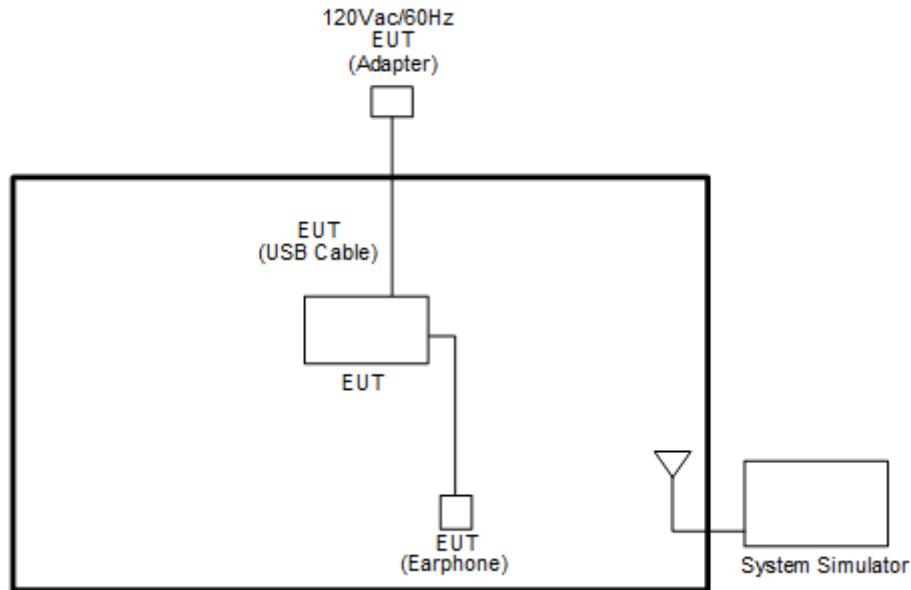 120Vac/60Hz
EUT
(Adapter)
EUT
(USB Cable)
EUT
EUT
(Earphone)
System Simulator